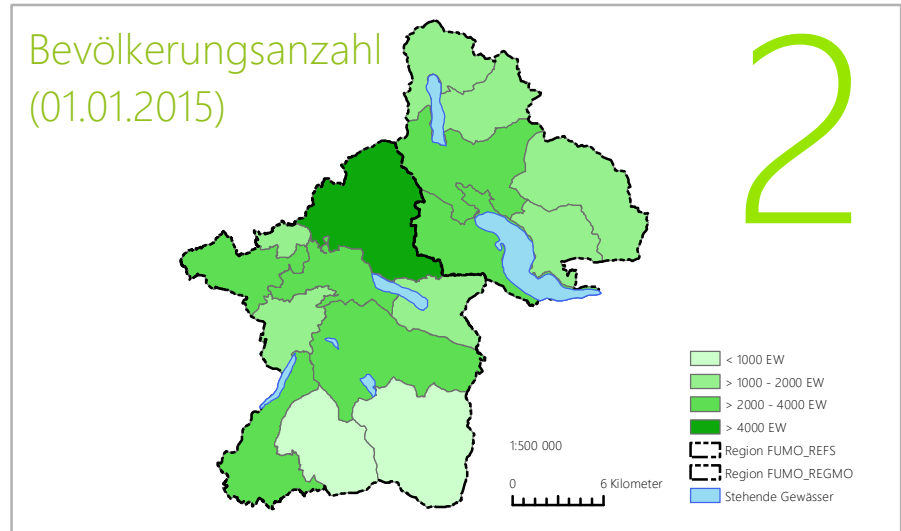 Bevölkerungsanzahl
(01.01.2015)
2
< 1000 EW
> 1000 - 2000 EW
> 2000 - 4000 EW
> 4000 EW
Region FUMO_REFS
Region FUMO_REGMO
Stehende Gewässer
1:500 000
0 6 Kilometer